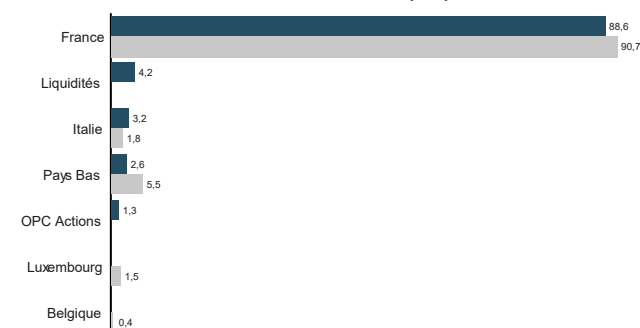 France
88,6
90,7
Liquidités
4,2
Italie
3,2
1,8
Pays Bas
2,6
5,5
OPC Actions
1,3
Luxembourg
1,5
Belgique
0,4